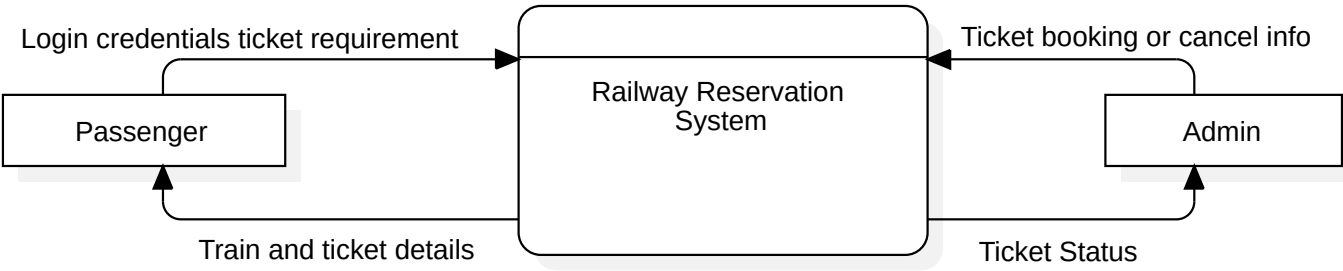 Login credentials ticket requirement
Ticket booking or cancel info
Railway Reservation
System
Passenger
Admin
Train and ticket details
Ticket Status